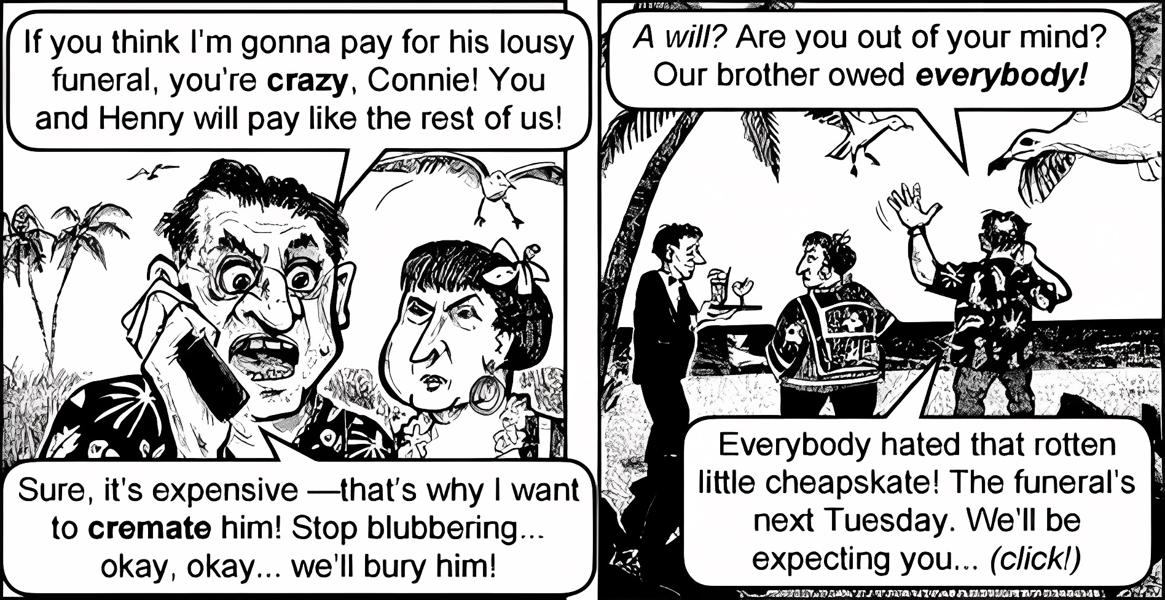 If you think I'm gonna pay for his lousy
funeral, you're crazy, Connie! You
and Henry will pay like the rest of us!
Sure, it's expensive —that's why I want
to cremate him! Stop blubbering...
okay, okay... we'll bury him!
A will? Are you out of your mind?
Our brother owed everybody!
Everybody hated that rotten
little cheapskate! The funeral's
next Tuesday. We'll be
expecting you... (click!)